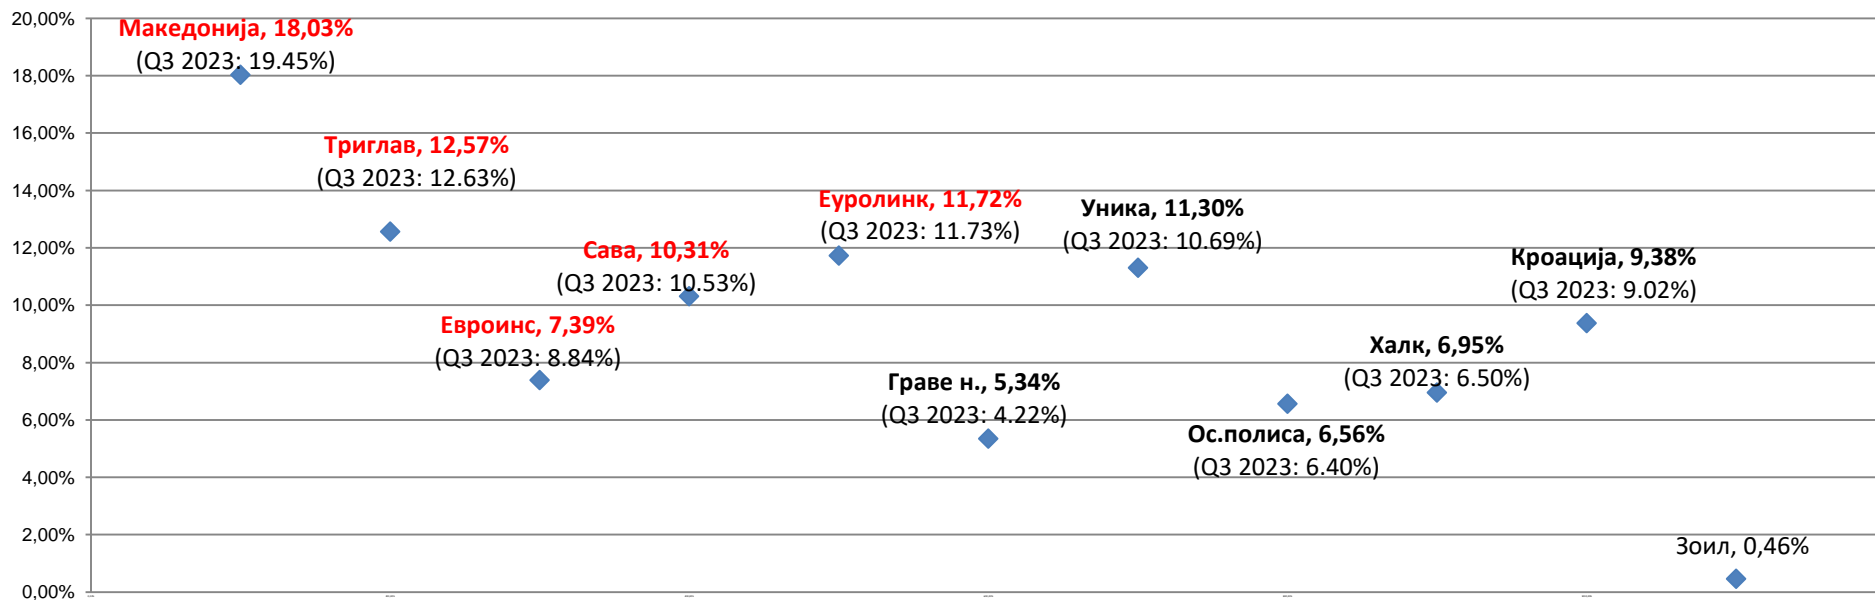 20,00%
18,00%
16,00%
14,00%
12,00%
10,00%
8,00%
6,00%
4,00%
2,00%
0,00%
Македонија, 18,03%
(Q3 2023: 19.45%)
Триглав, 12,57%
(Q3 2023: 12.63%)
Евроинс, 7,39%
(Q3 2023: 8.84%)
Сава, 10,31%
(Q3 2023: 10.53%)
Еуролинк, 11,72%
(Q3 2023: 11.73%)
Граве н., 5,34%
(Q3 2023: 4.22%)
Уника, 11,30%
(Q3 2023: 10.69%)
Ос.полиса, 6,56%
(Q3 2023: 6.40%)
Халк, 6,95%
(Q3 2023: 6.50%)
Кроација, 9,38%
(Q3 2023: 9.02%)
Зоил, 0,46%